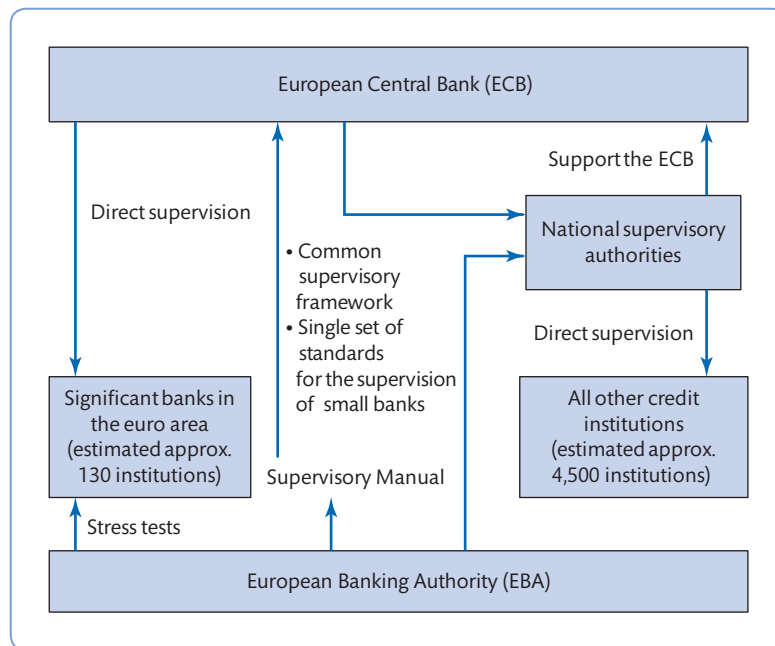 European Central Bank (ECB)
Support the ECB
Direct supervision
• Common
supervisory
framework
• Single set of
standards
for the supervision
of small banks
National supervisory
authorities
Direct supervision
Significant banks in
the euro area
(estimated approx.
130 institutions)
Supervisory Manual
All other credit
institutions
(estimated approx.
4,500 institutions)
Stress tests
European Banking Authority (EBA)